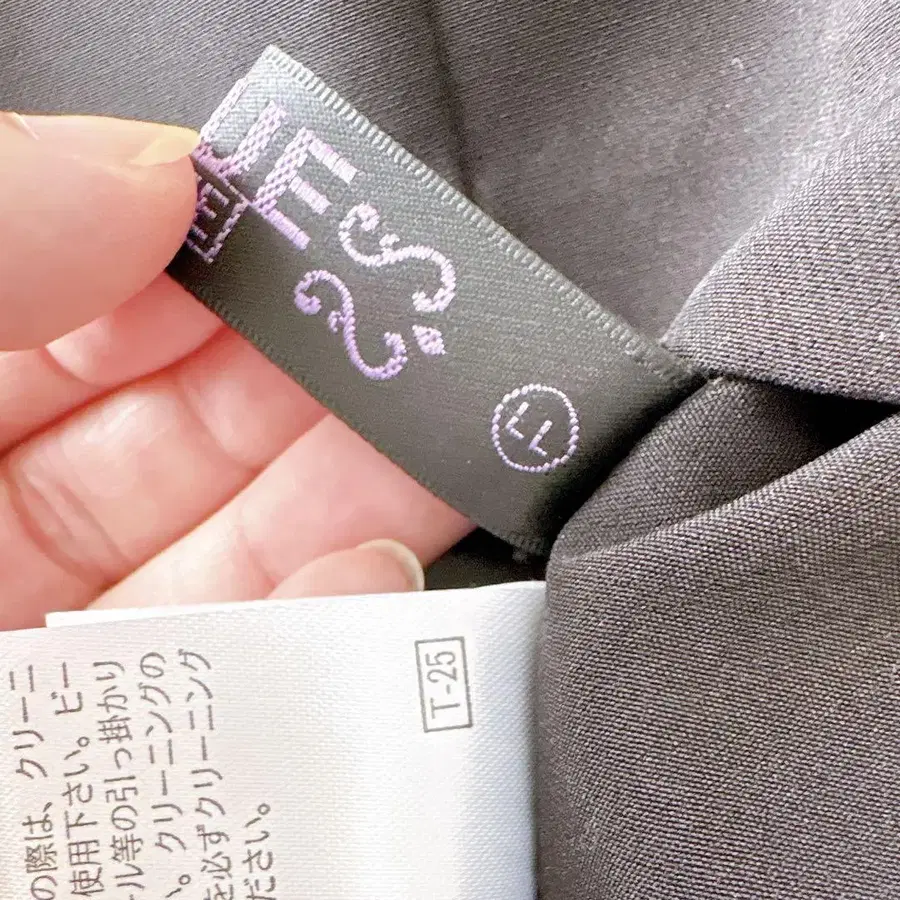 UES
LL
T-25
の際は、クリーニ
使用下さい。ビー
ル等の引っ掛かり
い。クリーニングの
を必ずクリーニング
ださい。